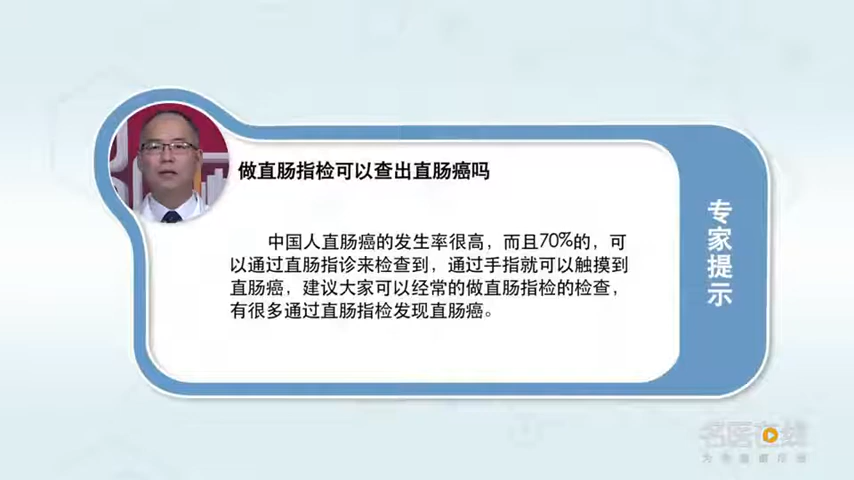 做直肠指检可以查出直肠癌吗
中国人直肠癌的发生率很高，而且70%的，可
以通过直肠指诊来检查到，通过手指就可以触摸到
直肠癌，建议大家可以经常的做直肠指检的检查，
有很多通过直肠指检发现直肠癌。
专家提示
名医在线